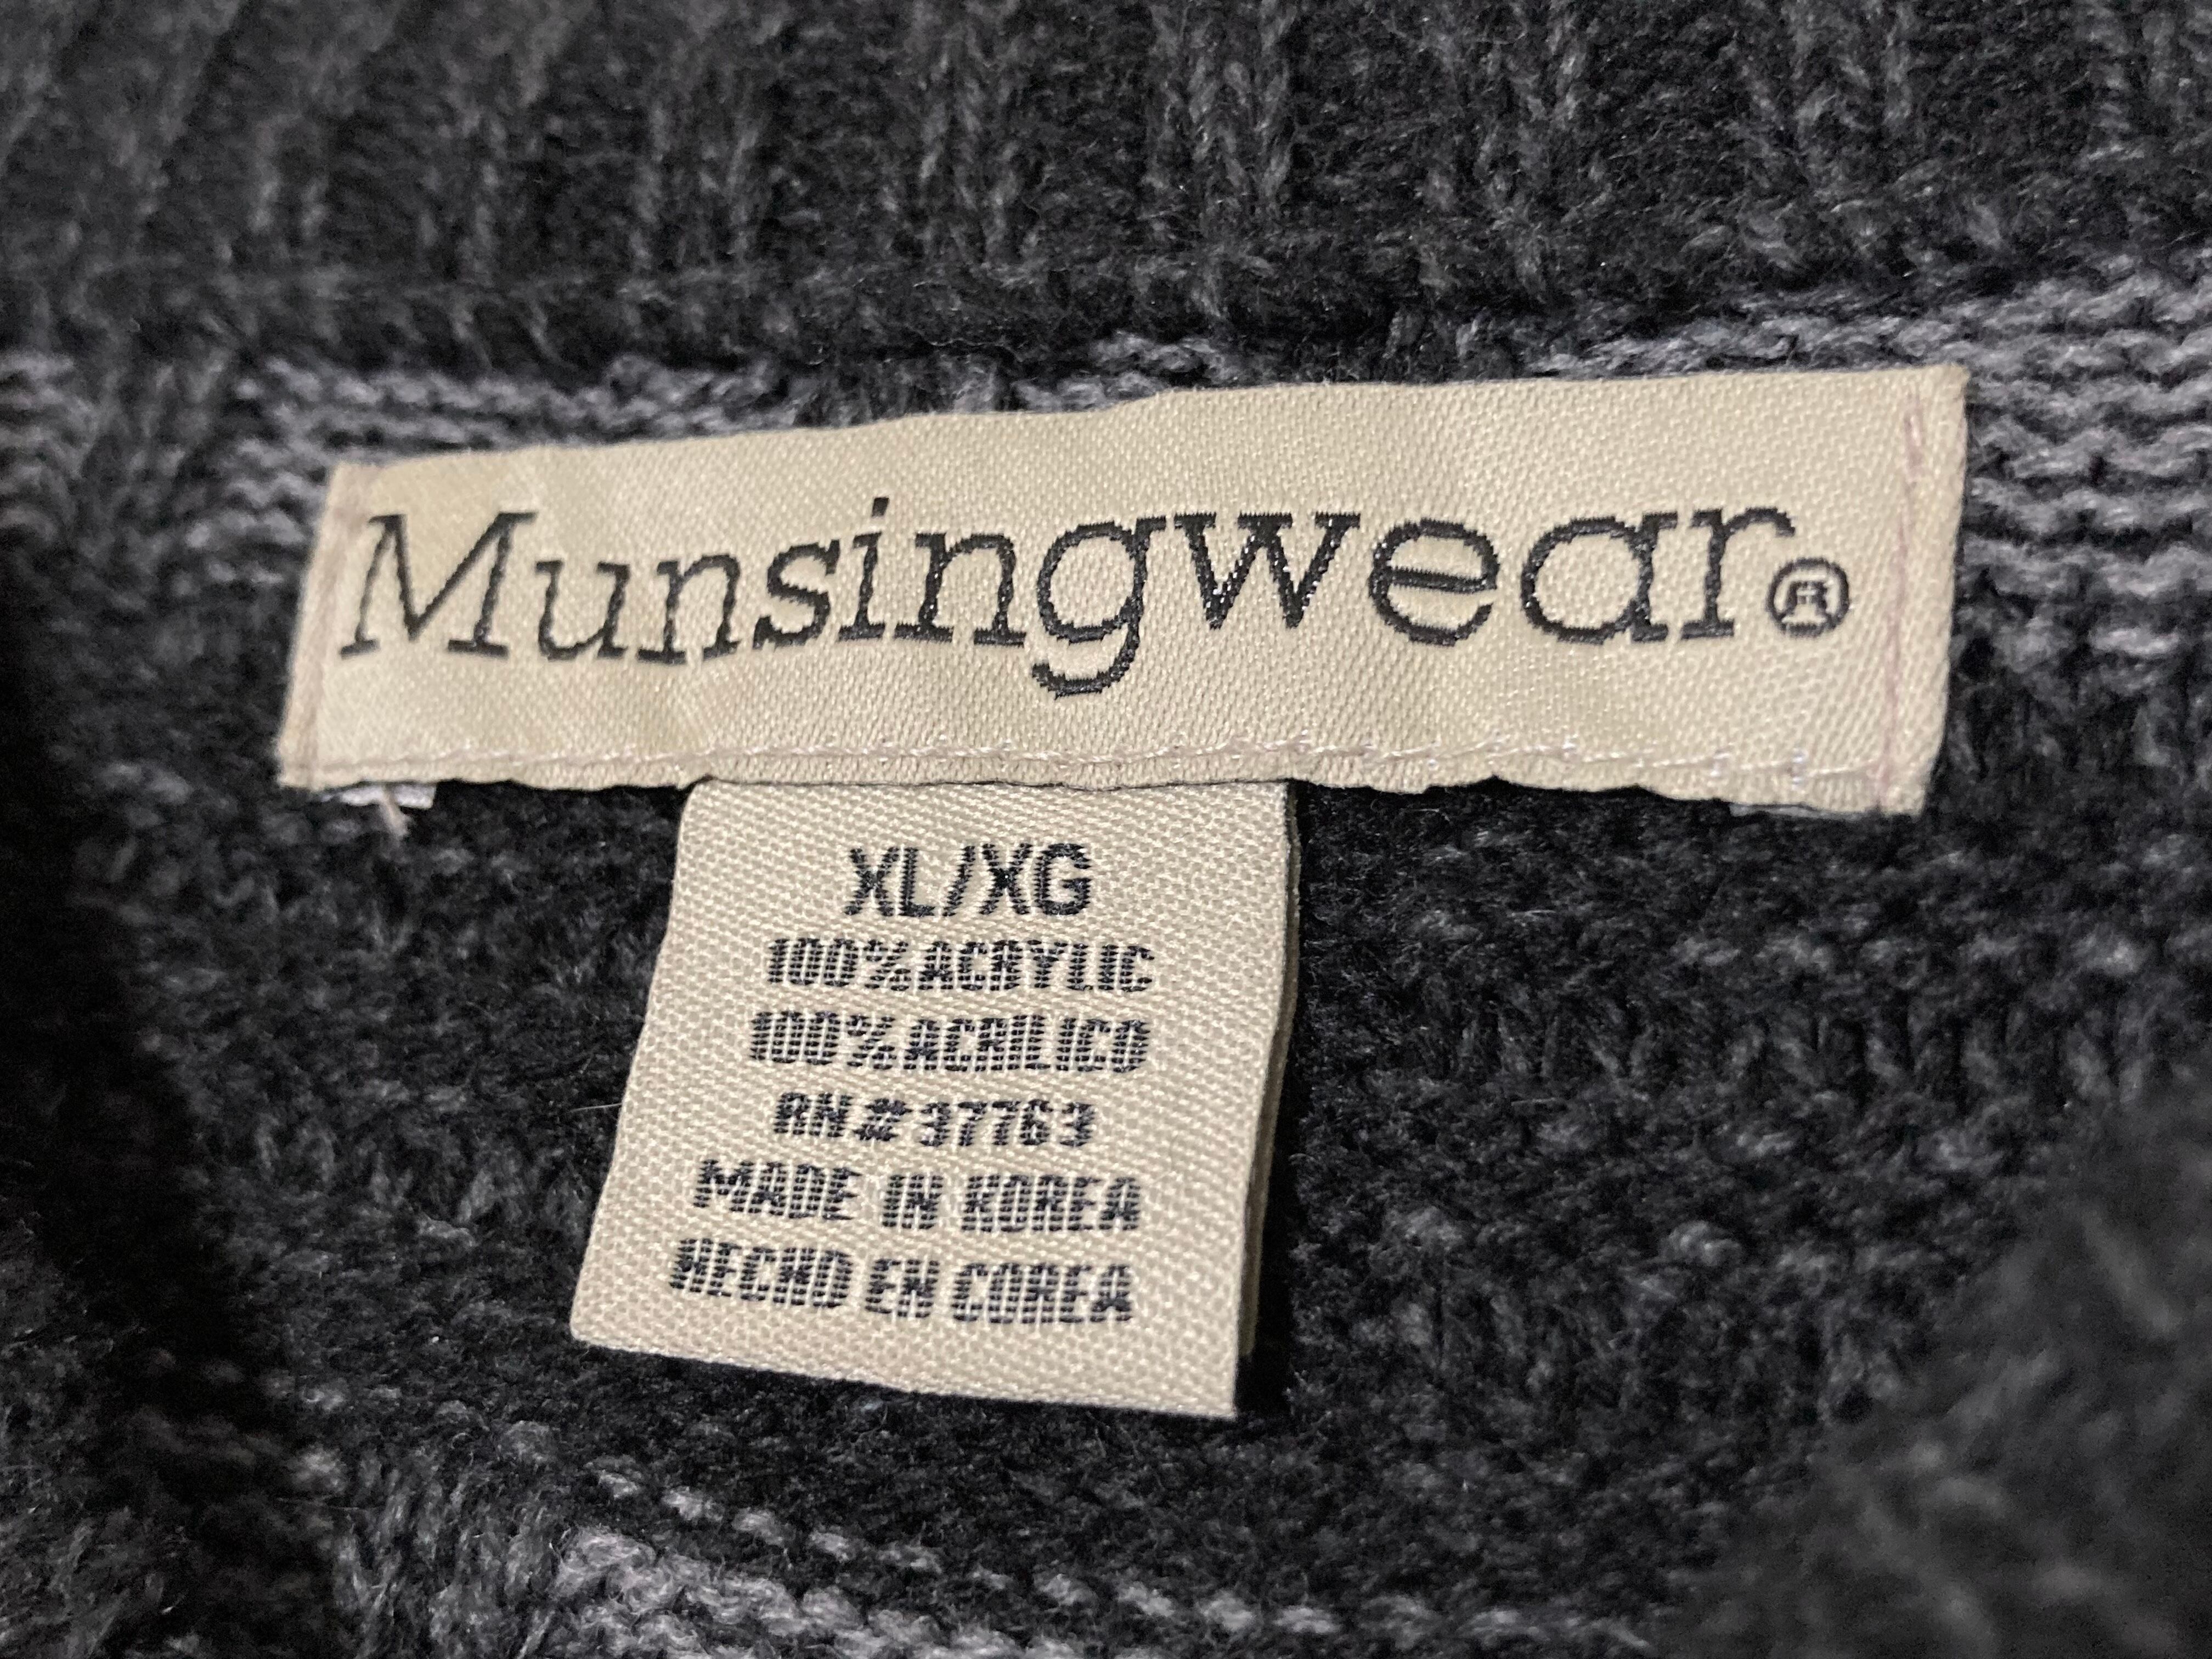 Munsingwear®
XL/XG
100% ACRYLIC
100% ACRILICO
RN# 37763
MADE IN KOREA
HECHO EN COREA